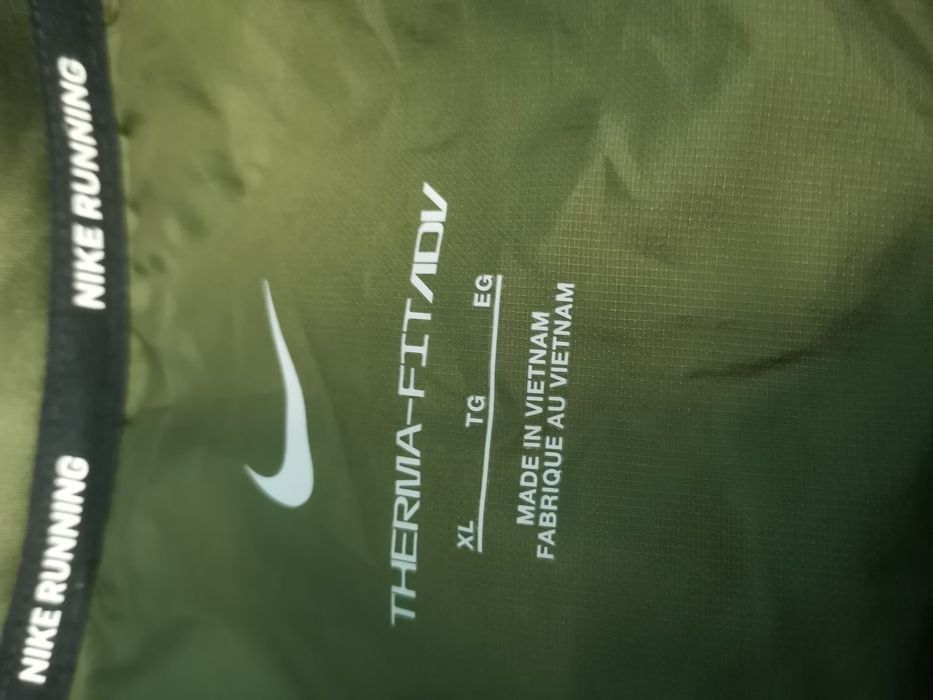 NIKE RUNNING
NIKE RUNNING
THERMA-FIT ADV
XL TG EG
MADE IN VIETNAM
FABRIQUE AU VIETNAM